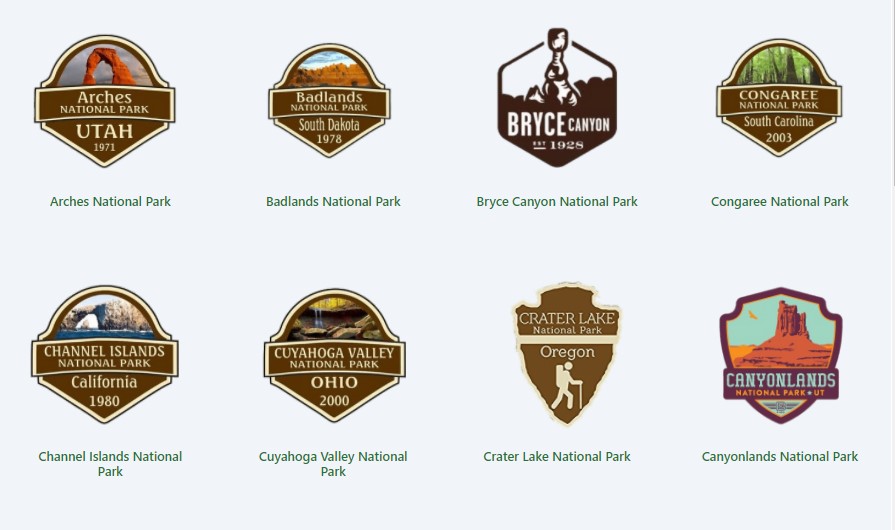 Arches
NATIONAL PARK
UTAH
1971
Arches National Park
Badlands
NATIONAL PARK
South Dakota
1978
Badlands National Park
BRYCE CANYON
EST 1928
Bryce Canyon National Park
CONGAREE
NATIONAL PARK
South Carolina
2003
Congaree National Park
CHANNEL ISLANDS
NATIONAL PARK
California
1980
Channel Islands National
Park
CUYAHOGA VALLEY
NATIONAL PARK
OHIO
2000
Cuyahoga Valley National
Park
CRATER LAKE
National Park
Oregon
Crater Lake National Park
CANYONLANDS
NATIONAL PARK★UT
Canyonlands National Park